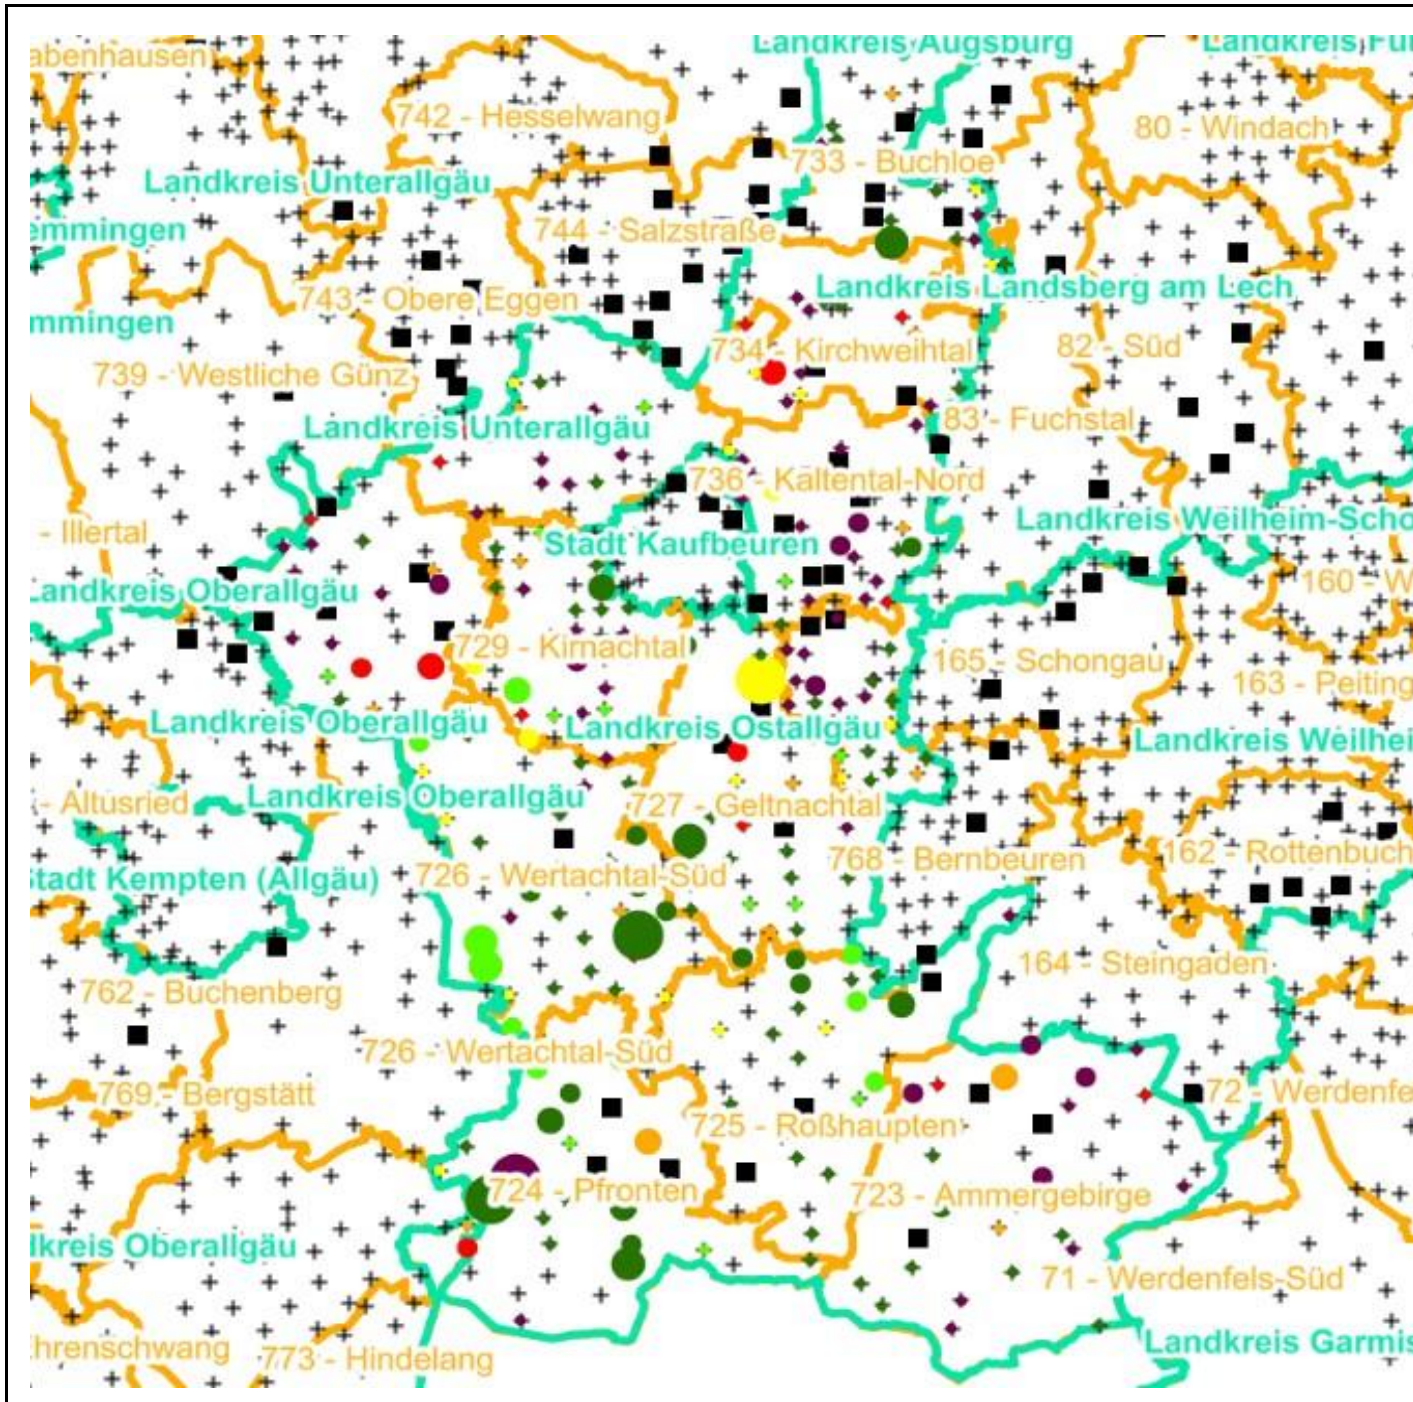 Landkreis Augsburg
Landkreis Fü
abenhausen
742 - Hesselwang
80 - Windach
733 - Buchloe
Landkreis Unterallgäu
emmingen
744 - Salzstraße
Landkreis Landsberg am Lech
743 - Obere Eggen
mmingen
734 - Kirchweihtal
82 - Süd
739 - Westliche Günz
83 - Fuchstal
Landkreis Unterallgäu
736 - Kaltental-Nord
Landkreis Weilheim-Scho
- Illertal
Stadt Kaufbeuren
160 - W
Landkreis Oberallgäu
729 - Kirnachtal
165 - Schongau
163 - Peiting
Landkreis Oberallgäu
Landkreis Ostallgäu
Landkreis Weilhei
Landkreis Oberallgäu
- Altusried
727 - Geltnachtal
162 - Rottenbuch
768 - Bernbeuren
726 - Wertachtal-Süd
Stadt Kempten (Allgäu)
164 - Steingaden
762 - Buchenberg
726 - Wertachtal-Süd
769 - Bergstätt
72 - Werdenfe
725 - Roßhaupten
724 - Pfronten
723 - Ammergebirge
dkreis Oberallgäu
71 - Werdenfels-Süd
Landkreis Garmis
hrenschwang
773 - Hindelang